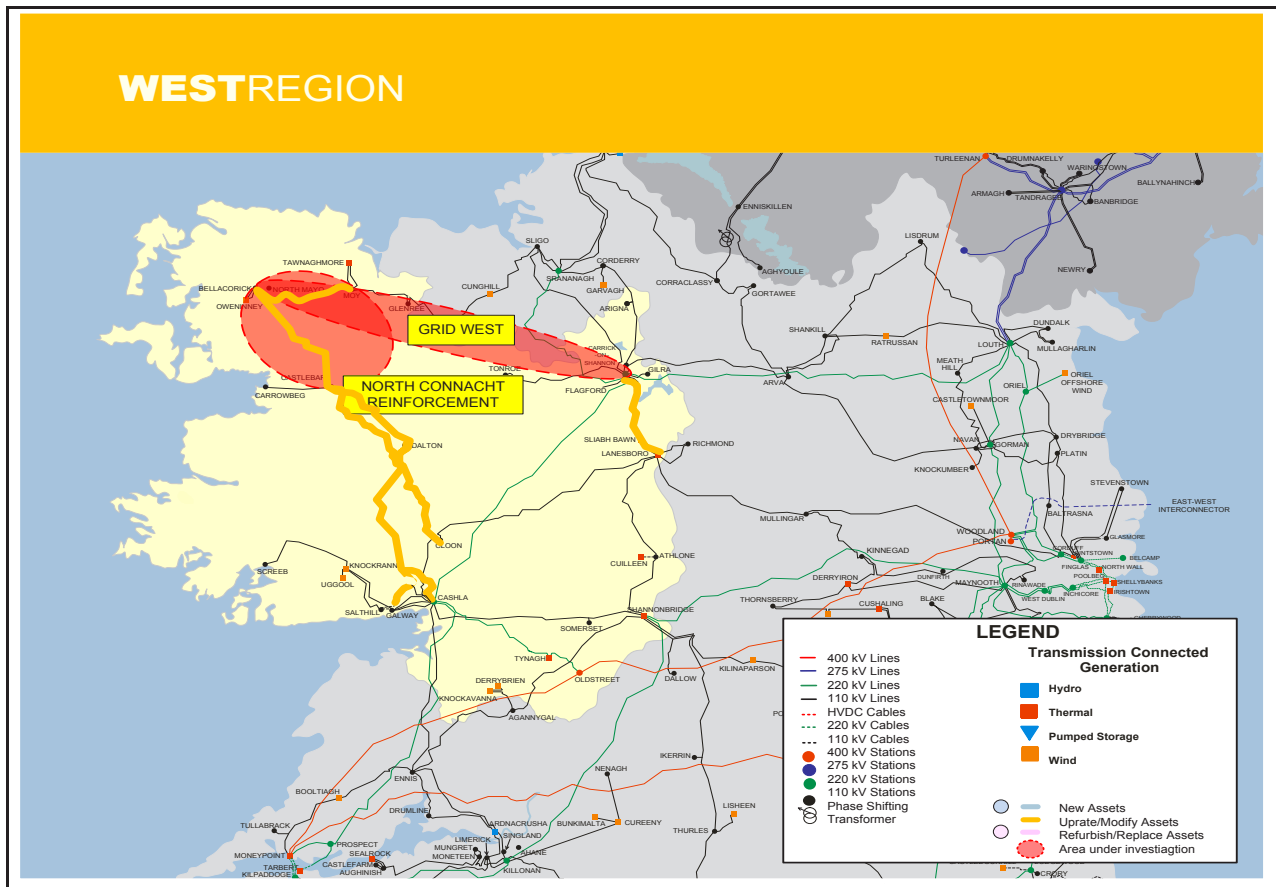 WESTREGION
TURLEENAN
DRUMNAKELLY
WARINGSTOWN
BALLYNAHINCH
ARMAGH
TANDRAGEE
BANBRIDGE
ENNISKILLEN
LISDRUM
NEWRY
SLIGO
TAWNAGHMORE
CORDERRY
SRANANAGH
AGHYOULE
CORRACLASSY
GORTAWEE
BELLACORICK
NORTH MAYO
MOY
OWENINNEY
GLENREE
CUNGHILL
GARVAGH
ARIGNA
GRID WEST
SHANKILL
RATRUSSAN
DUNDALK
LOUTH
MULLAGHARLIN
CARRICK
ON
SHANNON
MEATH
HILL
CASTLEBAR
TONROE
GILRA
ARVA
ORIEL
ORIEL
OFFSHORE
WIND
CARROWBEG
NORTH CONNACHT
REINFORCEMENT
FLAGFORD
CASTLETOWNMOOR
DALTON
SLIABH BAWN
RICHMOND
LANESBORO
NAVAN
GORMAN
DRYBRIDGE
PLATIN
KNOCKUMBER
STEVENSTOWN
EAST-WEST
INTERCONNECTOR
BALTRASNA
MULLINGAR
WOODLAND
PORTAN
GLASMORE
CLOON
ATHLONE
CUILLEEN
KINNEGAD
FINGLAS
BELCAMP
NORTH WALL
POOLBEG
SHELLYBANKS
IRISHTOWN
SCREEB
KNOCKRANNY
UGGOOL
DERRYIRON
DUNFIRTH
MAYNOOTH
RINAWADE
WEST DUBLIN
INCHICORE
CASHLA
SALTHILL
GALWAY
SHANNONBRIDGE
THORNSBERRY
CUSHALING
BLAKE
SOMERSET
TYNAGH
OLDSTREET
DALLOW
KILINAPARSON
DERRYBRIEN
KNOCKAVANNA
AGANNYGAL
IKERRIN
ENNIS
NENAGH
BOOLTIAGH
DRUMLINE
LISHEEN
TULLABRACK
ARDNACRUSHA
SINGLAND
BUNKIMALTA
CUREENY
THURLES
LIMERICK
PROSPECT
MUNGRET
AHANE
MONEYPOINT
SEALROCK
MONETEEN
CASTLEFARM
TARBERT
AUGHINISH
KILPADDOGE
KILLONAN
CRORY
LEGEND
400 kV Lines
275 kV Lines
220 kV Lines
110 kV Lines
HVDC Cables
220 kV Cables
110 kV Cables
400 kV Stations
275 kV Stations
220 kV Stations
110 kV Stations
Phase Shifting
Transformer
Transmission Connected
Generation
Hydro
Thermal
Pumped Storage
Wind
New Assets
Uprate/Modify Assets
Refurbish/Replace Assets
Area under investiagtion